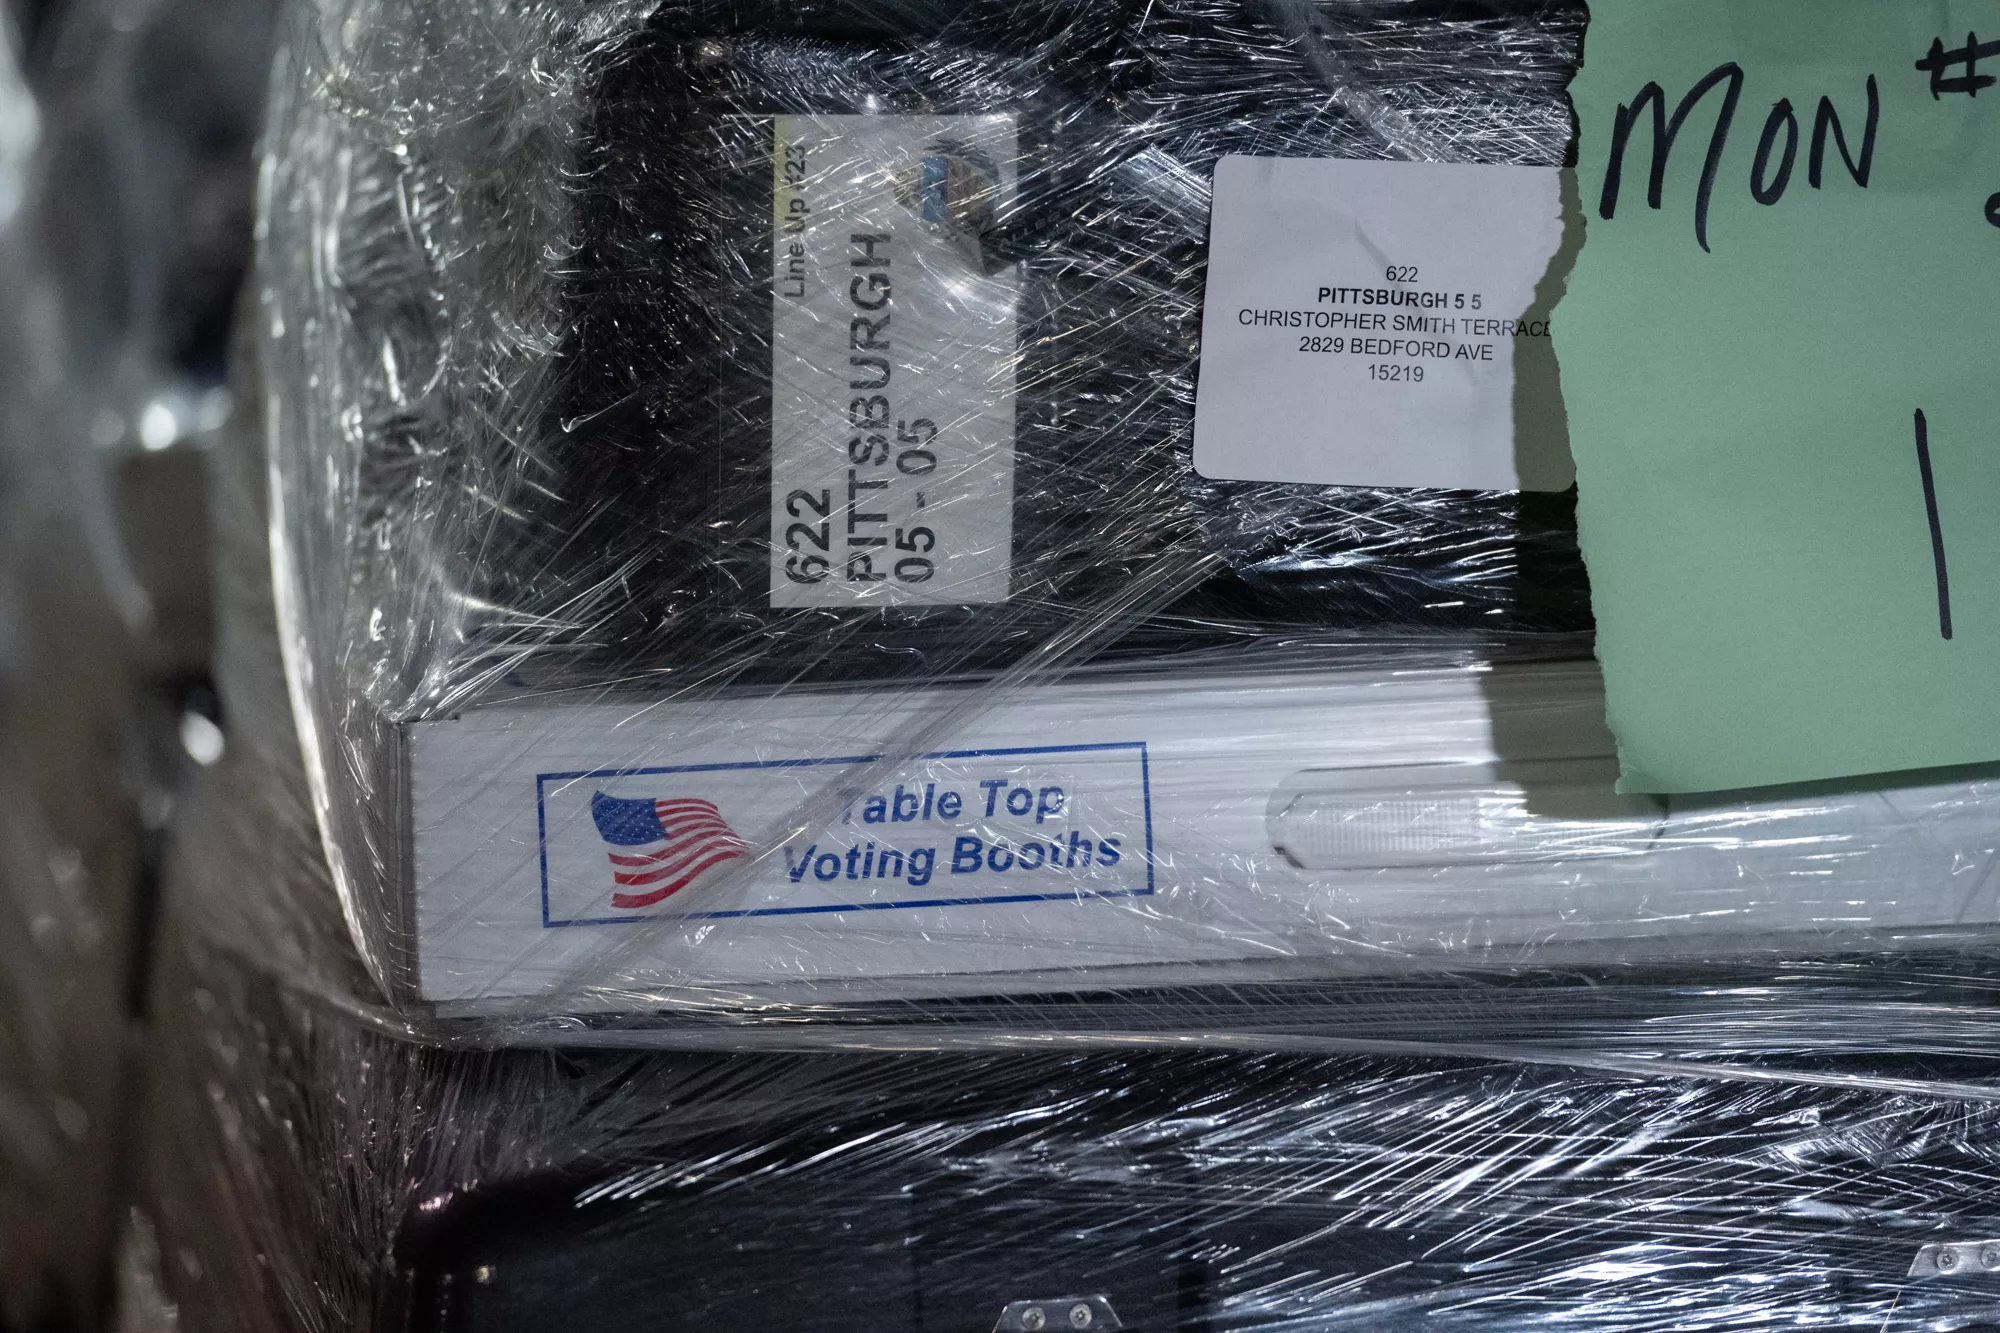 Line Up #23
622
PITTSBURGH
05 - 05
622
PITTSBURGH 5 5
CHRISTOPHER SMITH TERRACE
2829 BEDFORD AVE
15219
MON #
1
Table Top
Voting Booths